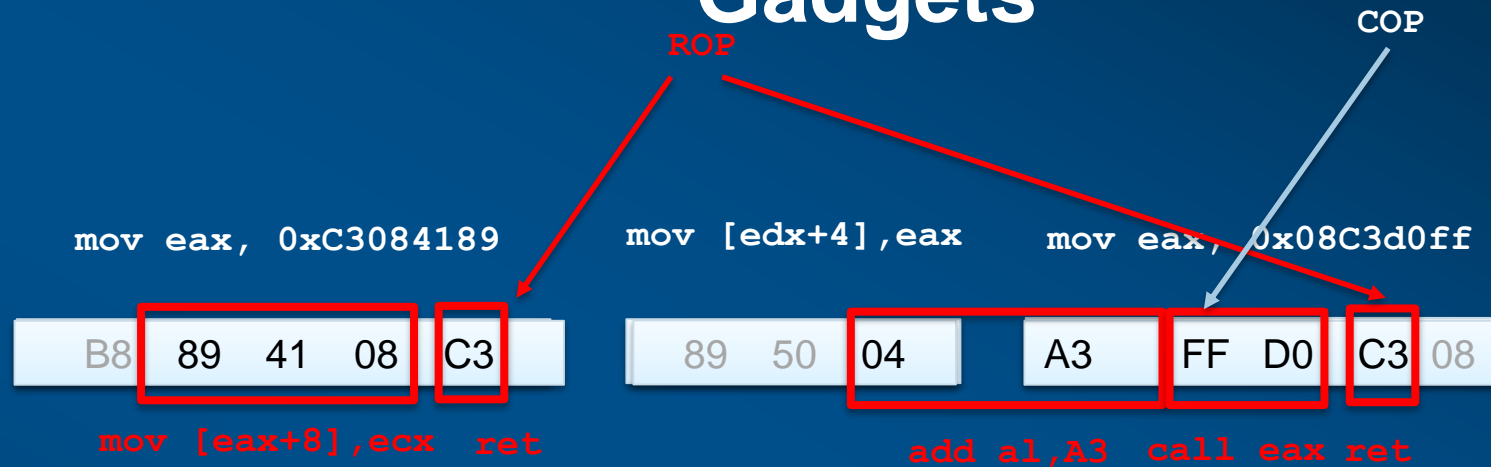 Gadgets
ROP
COP
mov eax, 0xC3084189
mov [edx+4],eax
mov eax, 0x08C3d0ff
B8 89 41 08 C3
89 50 04
A3 FF D0 C3 08
mov [eax+8],ecx ret
add al,A3 call eax ret